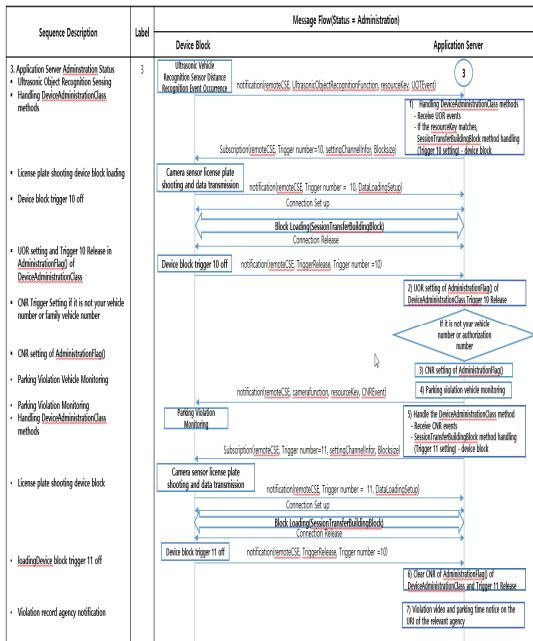 Sequence Description
Label
Message Flow(Status = Administration)
Device Block
Application Server
3. Application Server Adminstration Status
▪ Ultrasonic Object Recognition Sensing
▪ Handling DeviceAdministrationClass
methods
3
Ultrasonic Vehicle
Recognition Sensor Distance
Recognition Event Occurrence
notification(remoteCSE, UltrasonicObjectRecognitionFunction, resourceKey, UOTEvent)
3
1) Handling DeviceAdministrationClass methods
- Receive UOR events
- If the resourceKey matches,
SessionTransferBuildingBlock method handling
(Trigger 10 setting) - device block
Subscription(remoteCSE, Trigger number=10, settingChannelInfor, Blocksize)
▪ License plate shooting device block loading
Camera sensor license plate
shooting and data transmission
notification(remoteCSE, Trigger number = 10, DataLoadingSetup)
▪ Device block trigger 10 off
Connection Set up
Block Loading(SessionTransferBuildingBlock)
Connection Release
▪ UOR setting and Trigger 10 Release in
AdministrationFlag() of
DeviceAdministrationClass
Device block trigger 10 off
notification(remoteCSE, TriggerRelease, Trigger number =10)
2) UOR setting of AdministrationFlag() of
DeviceAdministrationClass Trigger 10 Release
▪ CNR Trigger Setting if it is not your vehicle
number or family vehicle number
If it is not your vehicle
number or authorization
number
▪ CNR setting of AdministrationFlag()
3) CNR setting of AdministrationFlag()
• Parking Violation Vehicle Monitoring
4) Parking violation vehicle monitoring
notification(remoteCSE, camerafunction, resourceKey, CNREvent)
• Parking Violation Monitoring
▪ Handling DeviceAdministrationClass
methods
Parking Violation
Monitoring
5) Handle the DeviceAdministrationClass method
- Receive CNR events
- SessionTransferBuildingBlock method handling
(Trigger 11 setting) - device block
Subscription(remoteCSE, Trigger number=11, settingChannelInfor, Blocksize)
• License plate shooting device block
Camera sensor license plate
shooting and data transmission
notification(remoteCSE, Trigger number = 11, DataLoadingSetup)
Connection Set up
Block Loading(SessionTransferBuildingBlock)
Connection Release
• loadingDevice block trigger 11 off
Device block trigger 11 off
notification(remoteCSE, TriggerRelease, Trigger number =10)
6) Clear CNR of AdministrationFlag() of
DeviceAdministrationClass and Trigger 11 Release
• Violation record agency notification
7) Violation video and parking time notice on the
URI of the relevant agency